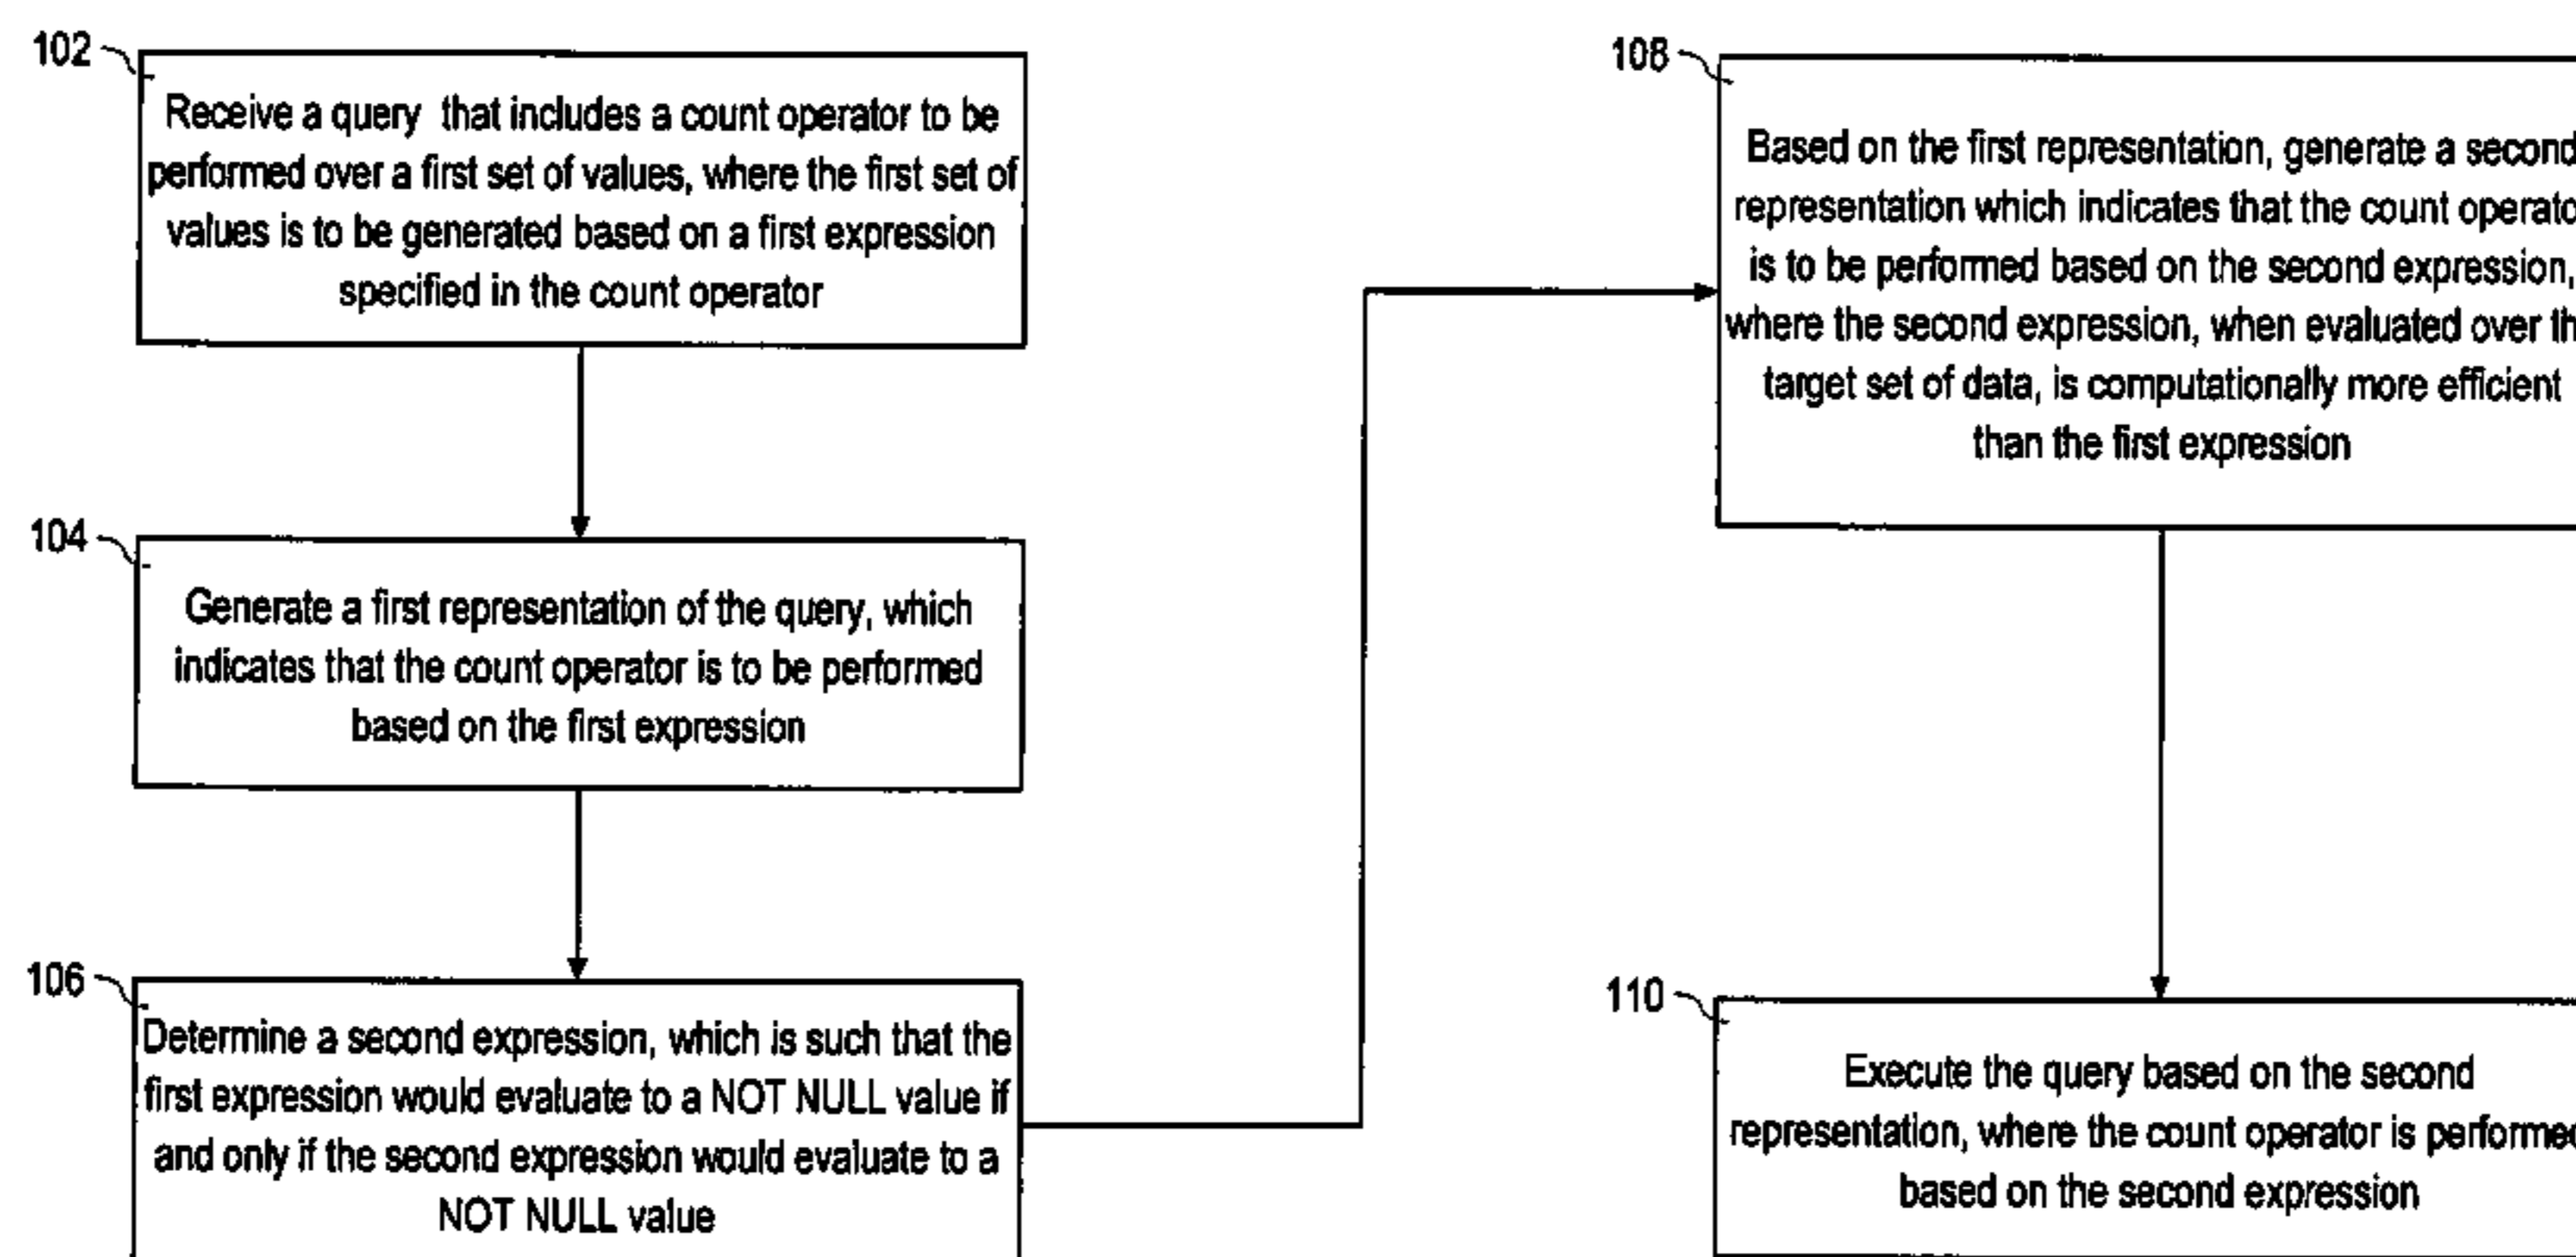 102
Receive a query that includes a count operator to be
performed over a first set of values, where the first set of
values is to be generated based on a first expression
specified in the count operator
104
Generate a first representation of the query, which
indicates that the count operator is to be performed
based on the first expression
106
Determine a second expression, which is such that the
first expression would evaluate to a NOT NULL value if
and only if the second expression would evaluate to a
NOT NULL value
108
Based on the first representation, generate a second
representation which indicates that the count operato
is to be performed based on the second expression,
where the second expression, when evaluated over th
target set of data, is computationally more efficient
than the first expression
110
Execute the query based on the second
representation, where the count operator is performed
based on the second expression